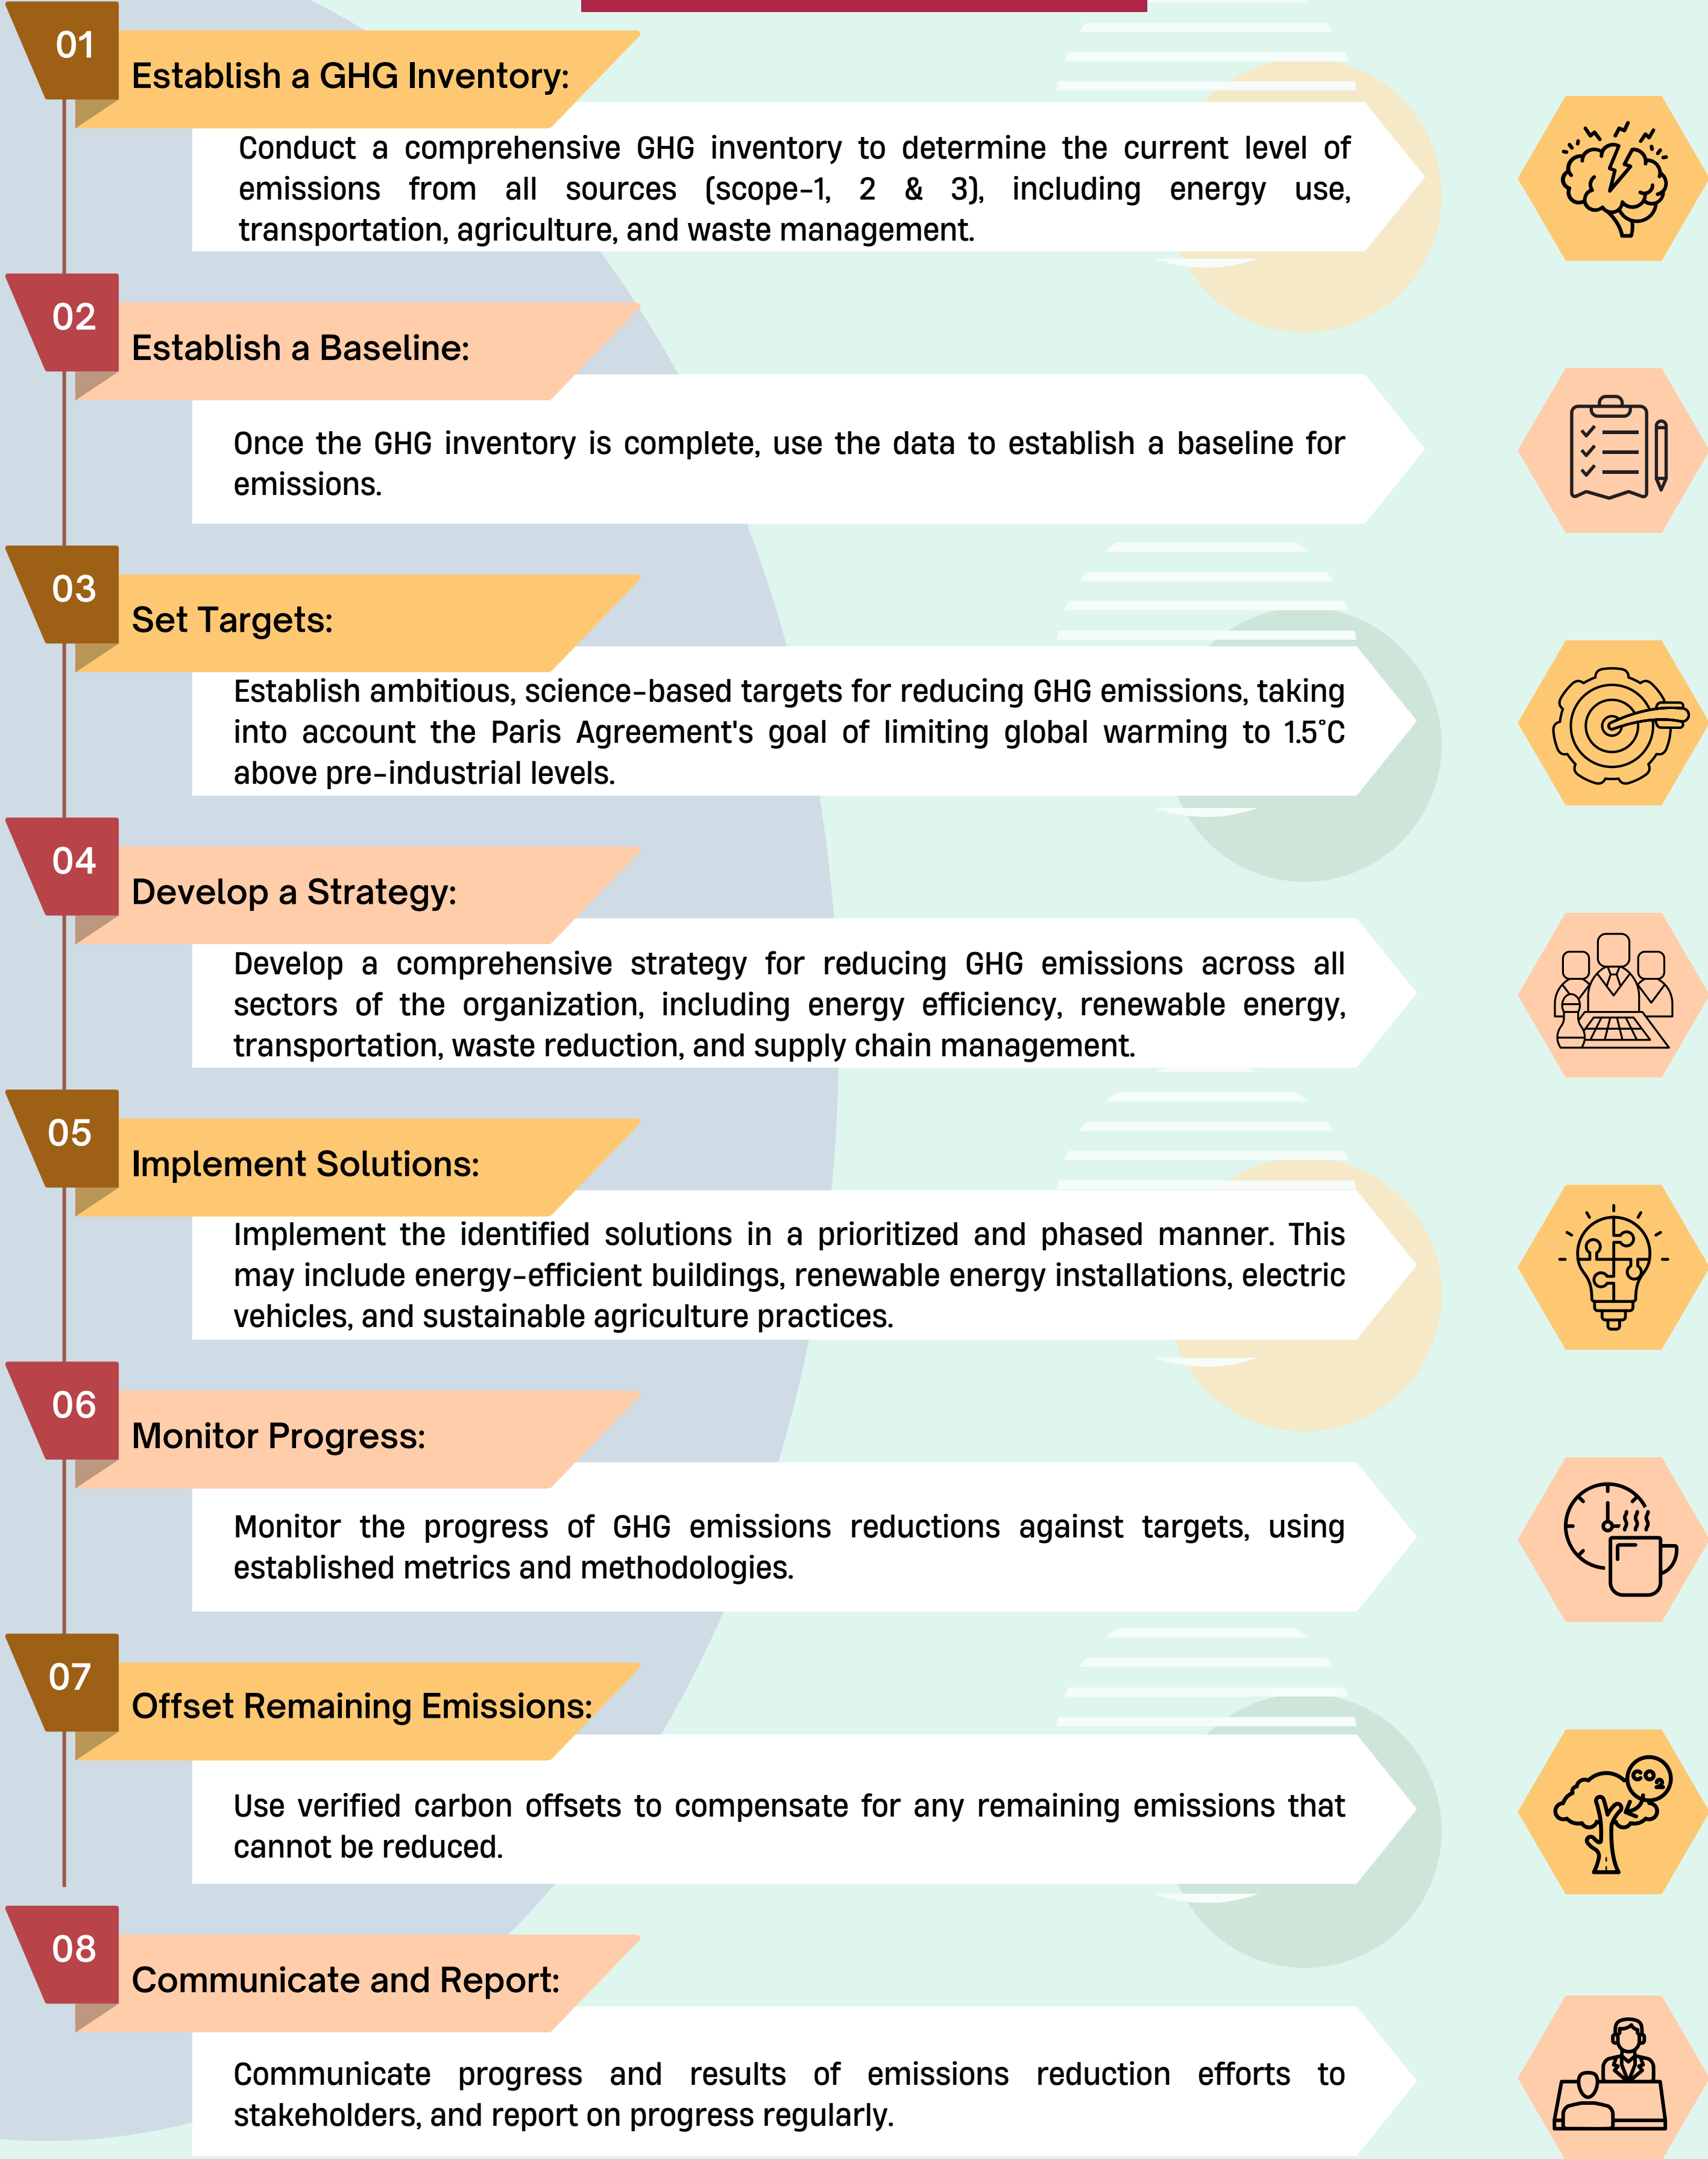 01
Establish a GHG Inventory:
Conduct a comprehensive GHG inventory to determine the current level of
emissions from all sources (scope-1, 2 & 3), including energy use,
transportation, agriculture, and waste management.
02
Establish a Baseline:
Once the GHG inventory is complete, use the data to establish a baseline for
emissions.
03
Set Targets:
Establish ambitious, science-based targets for reducing GHG emissions, taking
into account the Paris Agreement's goal of limiting global warming to 1.5°C
above pre-industrial levels.
04
Develop a Strategy:
Develop a comprehensive strategy for reducing GHG emissions across all
sectors of the organization, including energy efficiency, renewable energy,
transportation, waste reduction, and supply chain management.
05
Implement Solutions:
Implement the identified solutions in a prioritized and phased manner. This
may include energy-efficient buildings, renewable energy installations, electric
vehicles, and sustainable agriculture practices.
06
Monitor Progress:
Monitor the progress of GHG emissions reductions against targets, using
established metrics and methodologies.
07
Offset Remaining Emissions:
Use verified carbon offsets to compensate for any remaining emissions that
cannot be reduced.
CO2
08
Communicate and Report:
Communicate progress and results of emissions reduction efforts to
stakeholders, and report on progress regularly.